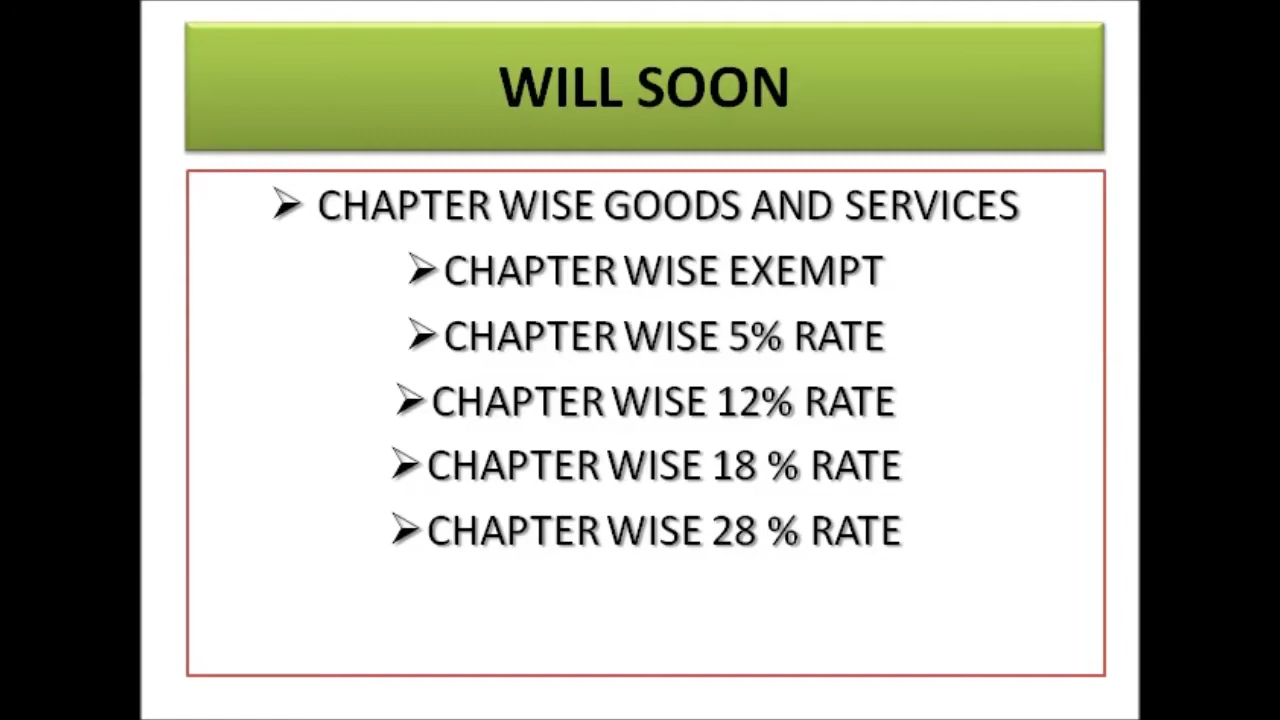 WILL SOON
➢ CHAPTER WISE GOODS AND SERVICES
➢CHAPTER WISE EXEMPT
➢CHAPTER WISE 5% RATE
➢CHAPTER WISE 12% RATE
➢CHAPTER WISE 18 % RATE
➢CHAPTER WISE 28 % RATE